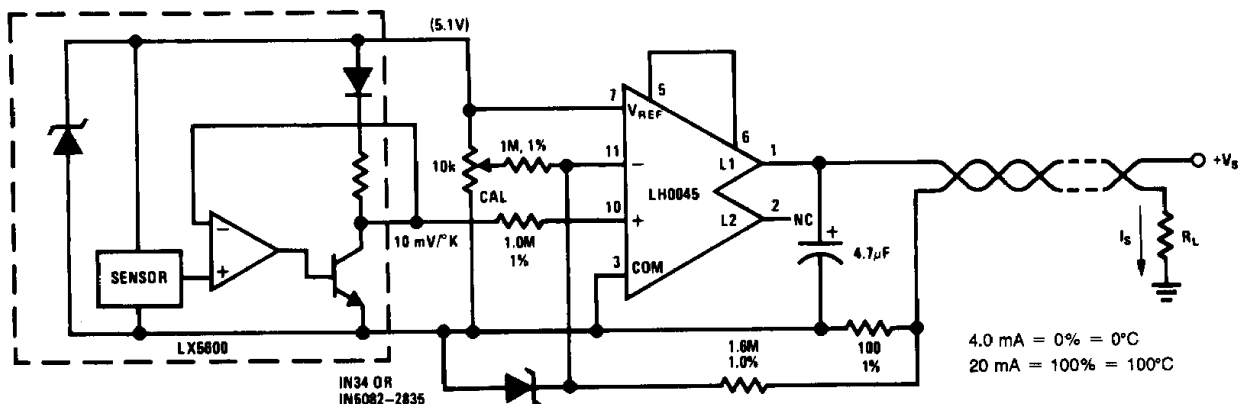 (5.1V)
5
7
VREF
6
10k
1M, 1%
11
−
L1
1
+Vs
CAL
LH0045
10
+
L2
2
NC
10 mV/°K
1.0M
1%
−
+
SENSOR
3
COM
+
4.7µF
Is
RL
LX5600
100
1%
1.6M
1.0%
4.0 mA = 0% = 0°C
20 mA = 100% = 100°C
IN34 OR
IN6082–2835